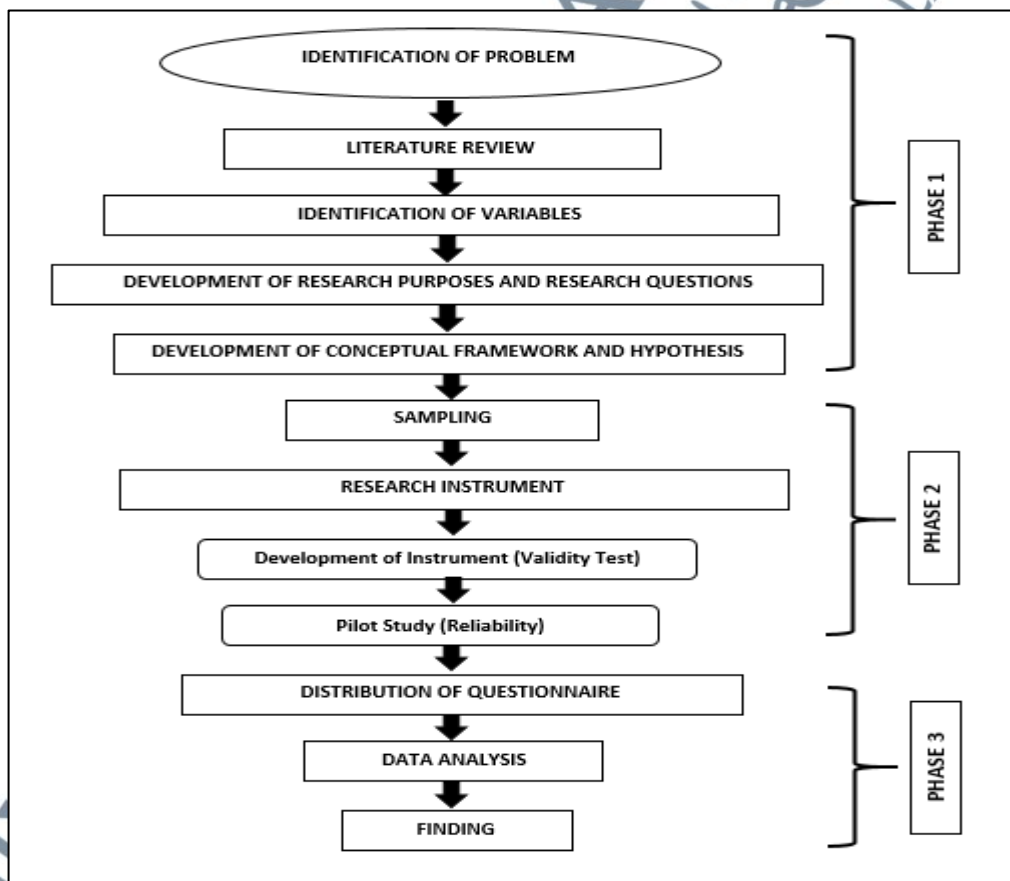 IDENTIFICATION OF PROBLEM
LITERATURE REVIEW
IDENTIFICATION OF VARIABLES
DEVELOPMENT OF RESEARCH PURPOSES AND RESEARCH QUESTIONS
DEVELOPMENT OF CONCEPTUAL FRAMEWORK AND HYPOTHESIS
PHASE 1
SAMPLING
RESEARCH INSTRUMENT
Development of Instrument (Validity Test)
Pilot Study (Reliability)
PHASE 2
DISTRIBUTION OF QUESTIONNAIRE
DATA ANALYSIS
FINDING
PHASE 3